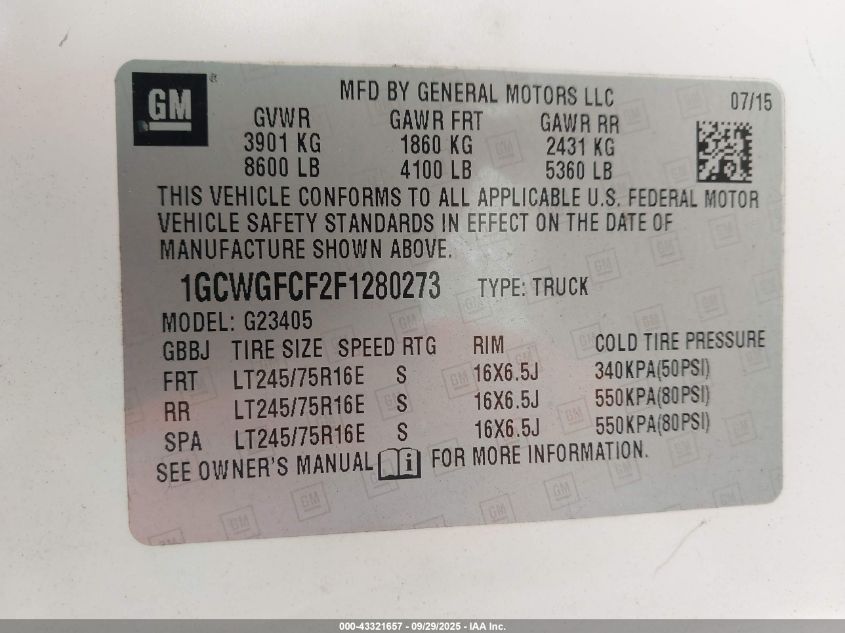 GM ®
MFD BY GENERAL MOTORS LLC 07/15
GVWR GAWR FRT GAWR RR
3901 KG 1860 KG 2431 KG
8600 LB 4100 LB 5360 LB
THIS VEHICLE CONFORMS TO ALL APPLICABLE U.S. FEDERAL MOTOR
VEHICLE SAFETY STANDARDS IN EFFECT ON THE DATE OF
MANUFACTURE SHOWN ABOVE.
1GCWGFCF2F1280273 TYPE: TRUCK
MODEL: G23405
GBBJ TIRE SIZE SPEED RTG RIM COLD TIRE PRESSURE
FRT LT245/75R16E S 16X6.5J 340KPA(50PSI)
RR LT245/75R16E S 16X6.5J 550KPA(80PSI)
SPA LT245/75R16E S 16X6.5J 550KPA(80PSI)
SEE OWNER'S MANUAL i FOR MORE INFORMATION.
000-43321657 - 09/29/2025 - IAA Inc.